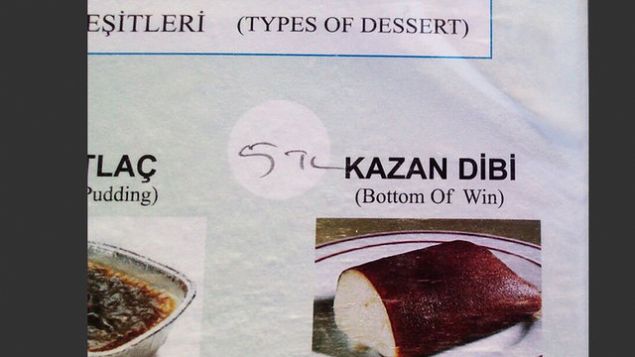 EŞİTLERİ (TYPES OF DESSERT)
TLAÇ
Pudding)
5 TL
KAZAN DİBİ
(Bottom Of Win)